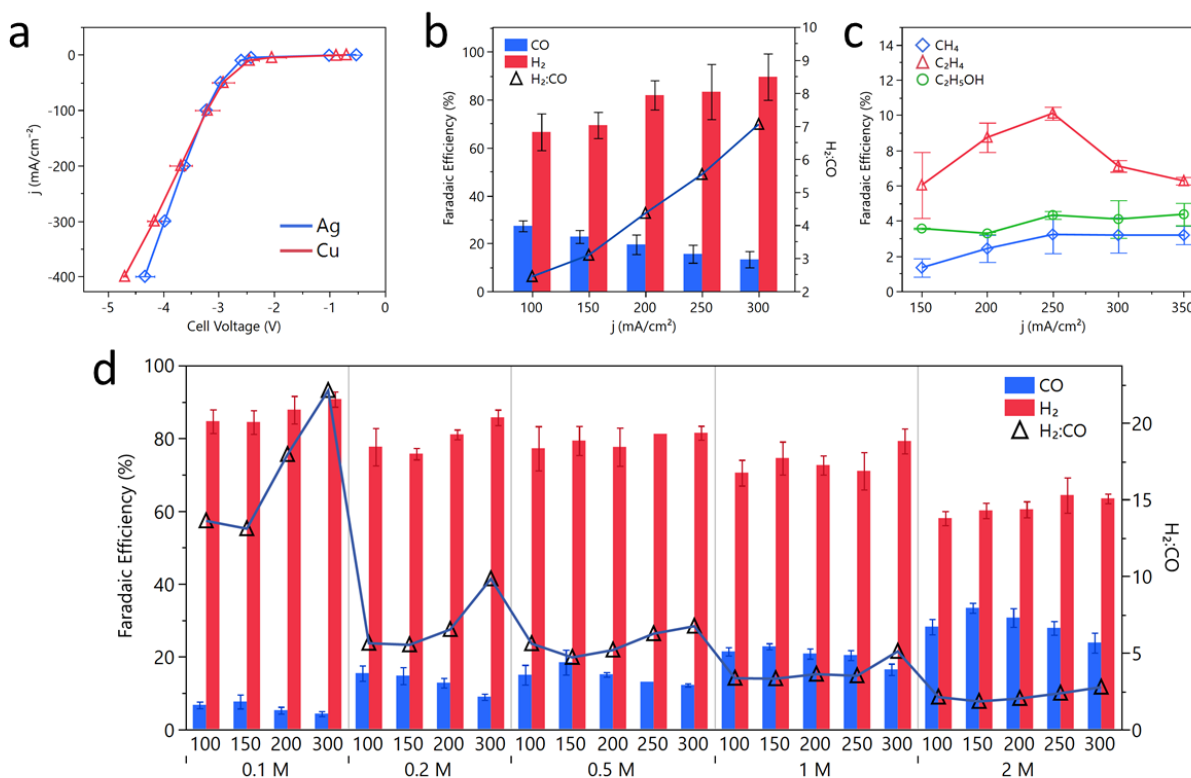 a
j (mA/cm⁻²)
0
-100
-200
-300
-400
-5
-4
-3
-2
-1
0
Cell Voltage (V)
Ag
Cu
b
Faradaic Efficiency (%)
100
80
60
40
20
0
CO
H₂
H₂:CO
10
9
8
7
6
5
4
3
2
H₂:CO
100 150 200 250 300
j (mA/cm²)
c
Faradaic Efficiency (%)
14
12
10
8
6
4
2
0
CH₄
C₂H₄
C₂H₅OH
150 200 250 300 350
j (mA/cm²)
d
Faradaic Efficiency (%)
100
80
60
40
20
0
CO
H₂
H₂:CO
20
15
10
5
0
H₂:CO
100 150 200 300 100 150 200 300 100 150 200 250 300 100 150 200 250 300 100 150 200 250 300
0.1 M 0.2 M 0.5 M 1 M 2 M